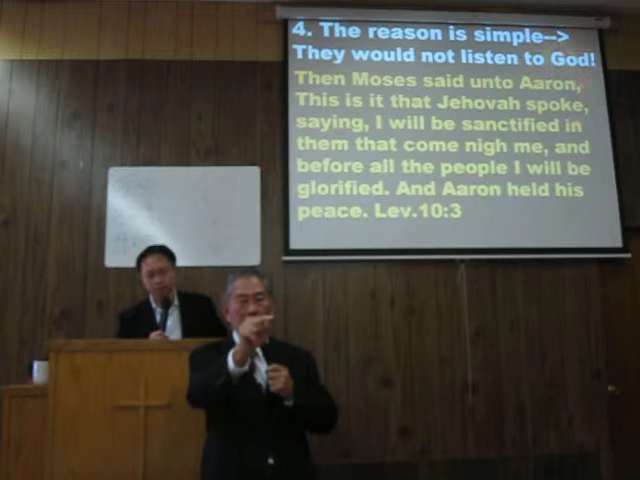 4. The reason is simple-->
They would not listen to God!
Then Moses said unto Aaron,
This is it that Jehovah spoke,
saying, I will be sanctified in
them that come nigh me, and
before all the people I will be
glorified. And Aaron held his
peace. Lev.10:3